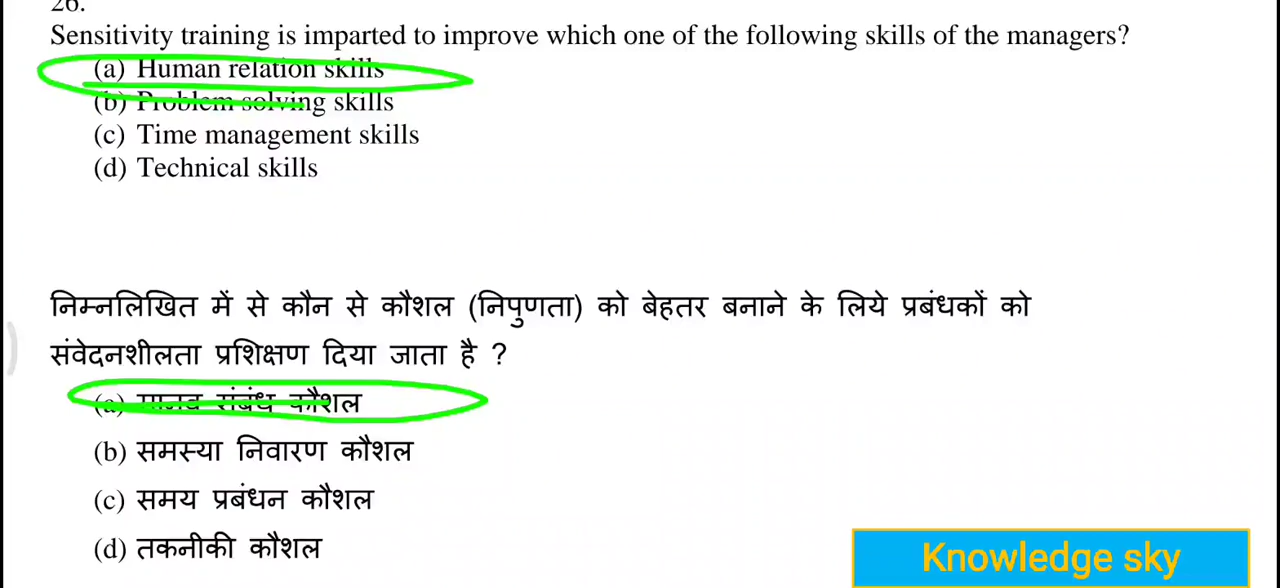 26.
Sensitivity training is imparted to improve which one of the following skills of the managers?
(a) Human relation skills
(b) Problem solving skills
(c) Time management skills
(d) Technical skills
निम्नलिखित में से कौन से कौशल (निपुणता) को बेहतर बनाने के लिये प्रबंधकों को
संवेदनशीलता प्रशिक्षण दिया जाता है ?
(a) मानव संबंध कौशल
(b) समस्या निवारण कौशल
(c) समय प्रबंधन कौशल
(d) तकनीकी कौशल
Knowledge sky